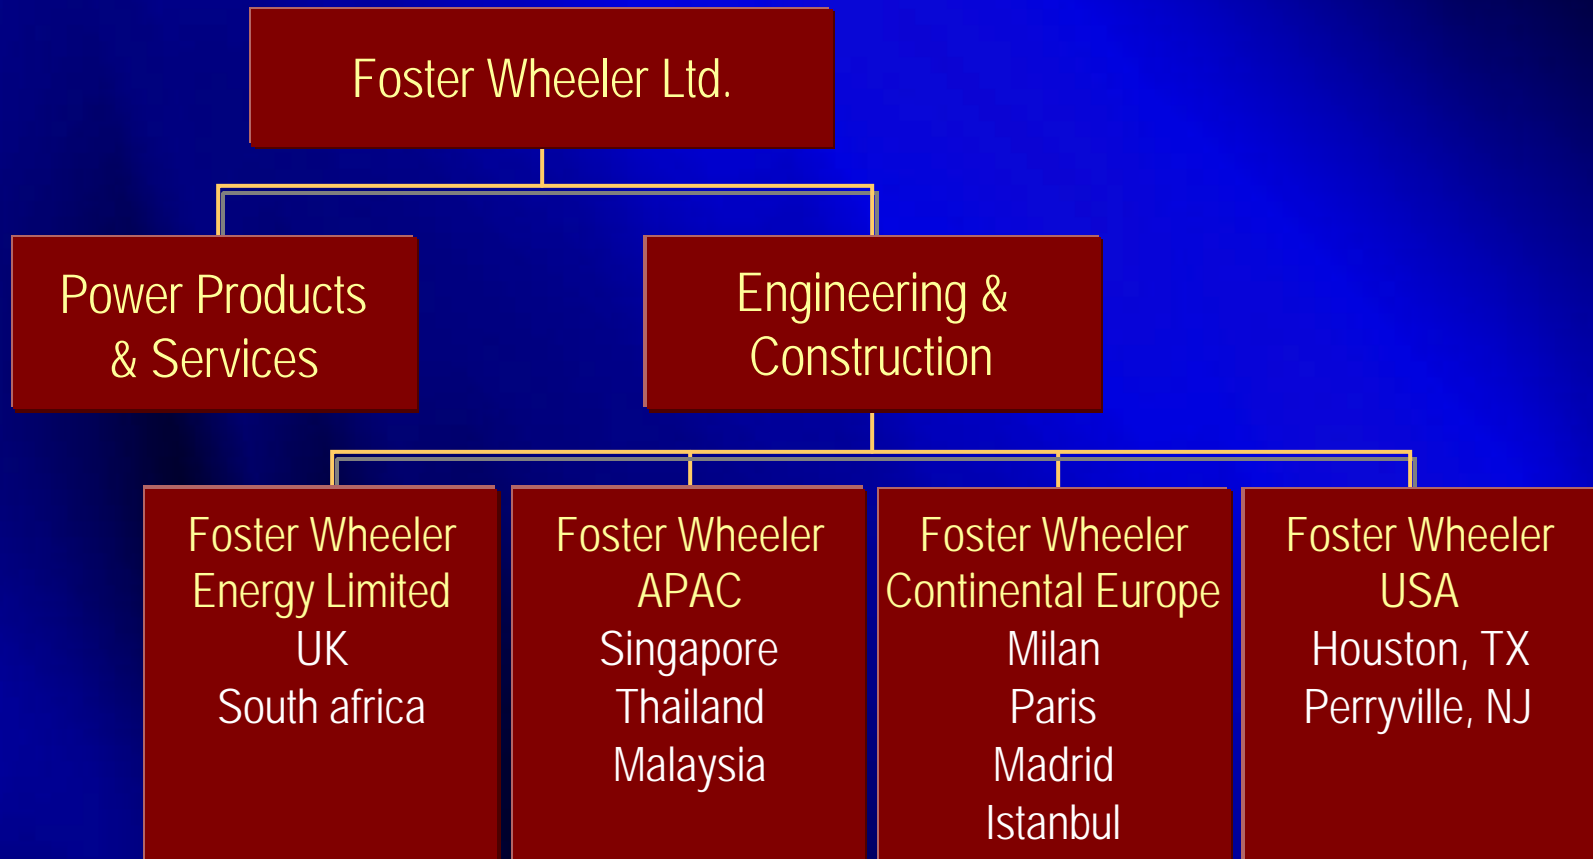 Foster Wheeler Ltd.
Power Products
& Services
Engineering &
Construction
Foster Wheeler
Energy Limited
UK
South africa
Foster Wheeler
APAC
Singapore
Thailand
Malaysia
Foster Wheeler
Continental Europe
Milan
Paris
Madrid
Istanbul
Foster Wheeler
USA
Houston, TX
Perryville, NJ